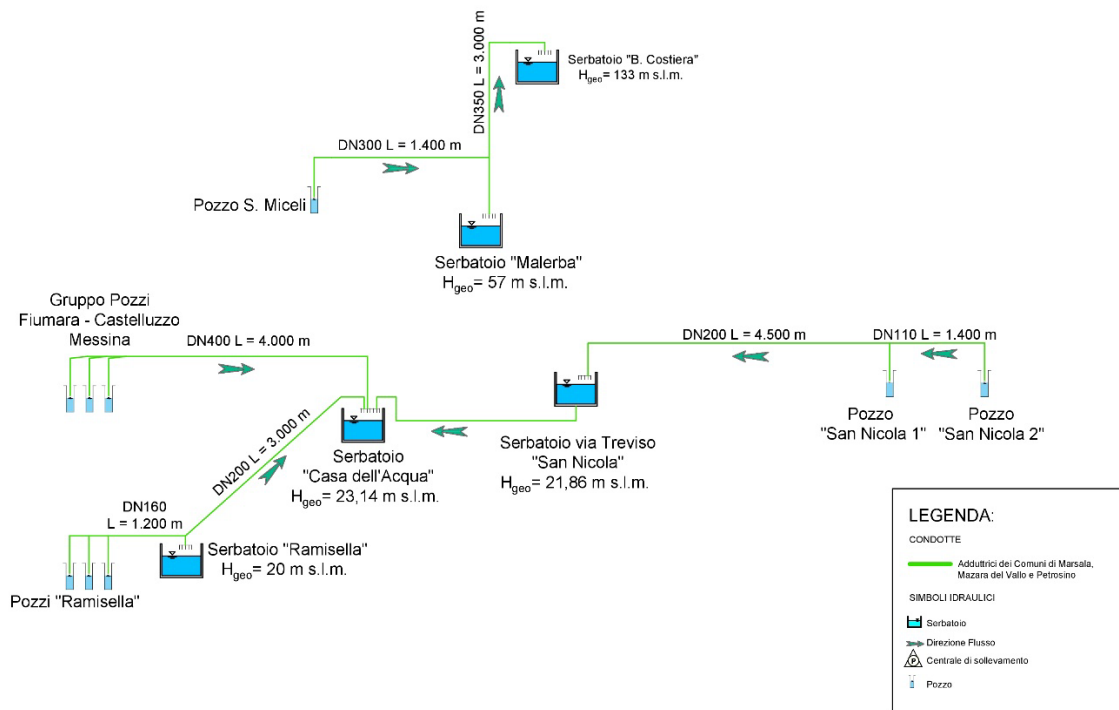 Serbatoio "B. Costiera"
Hgeo= 133 m s.l.m.
DN350 L = 3.000 m
DN300 L = 1.400 m
Pozzo S. Miceli
Serbatoio "Malerba"
Hgeo= 57 m s.l.m.
Gruppo Pozzi
Fiumara - Castelluzzo
Messina
DN400 L = 4.000 m
DN200 L = 4.500 m
DN110 L = 1.400 m
Pozzo
"San Nicola 1"
Pozzo
"San Nicola 2"
Serbatoio via Treviso
"San Nicola"
Hgeo= 21,86 m s.l.m.
Serbatoio
"Casa dell'Acqua"
Hgeo= 23,14 m s.l.m.
DN200 L = 3.000 m
DN160
L = 1.200 m
Serbatoio "Ramisella"
Hgeo= 20 m s.l.m.
Pozzi "Ramisella"
LEGENDA:
CONDOTTE
Adduttrici dei Comuni di Marsala,
Mazara del Vallo e Petrosino
SIMBOLI IDRAULICI
Serbatoio
Direzione Flusso
P
Centrale di sollevamento
Pozzo